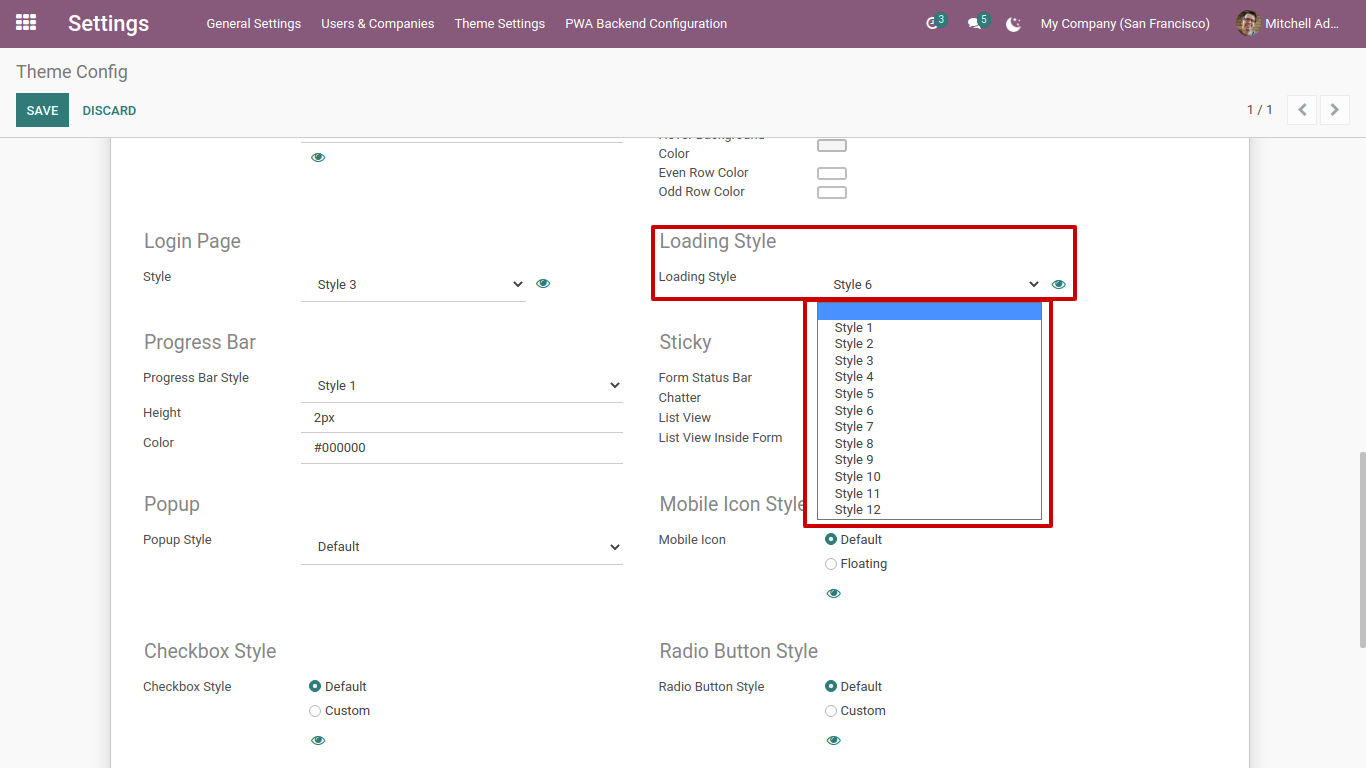 Settings
General Settings
Users & Companies
Theme Settings
PWA Backend Configuration
3
5
My Company (San Francisco)
Mitchell Ad...
Theme Config
SAVE
DISCARD
1 / 1
Color
Even Row Color
Odd Row Color
Login Page
Style
Style 3
Loading Style
Loading Style
Style 6
Style 1
Style 2
Style 3
Style 4
Style 5
Style 6
Style 7
Style 8
Style 9
Style 10
Style 11
Style 12
Progress Bar
Progress Bar Style
Style 1
Height
2px
Color
#000000
Sticky
Form Status Bar
Chatter
List View
List View Inside Form
Popup
Popup Style
Default
Mobile Icon Style
Mobile Icon
Default
Floating
Checkbox Style
Checkbox Style
Default
Custom
Radio Button Style
Radio Button Style
Default
Custom